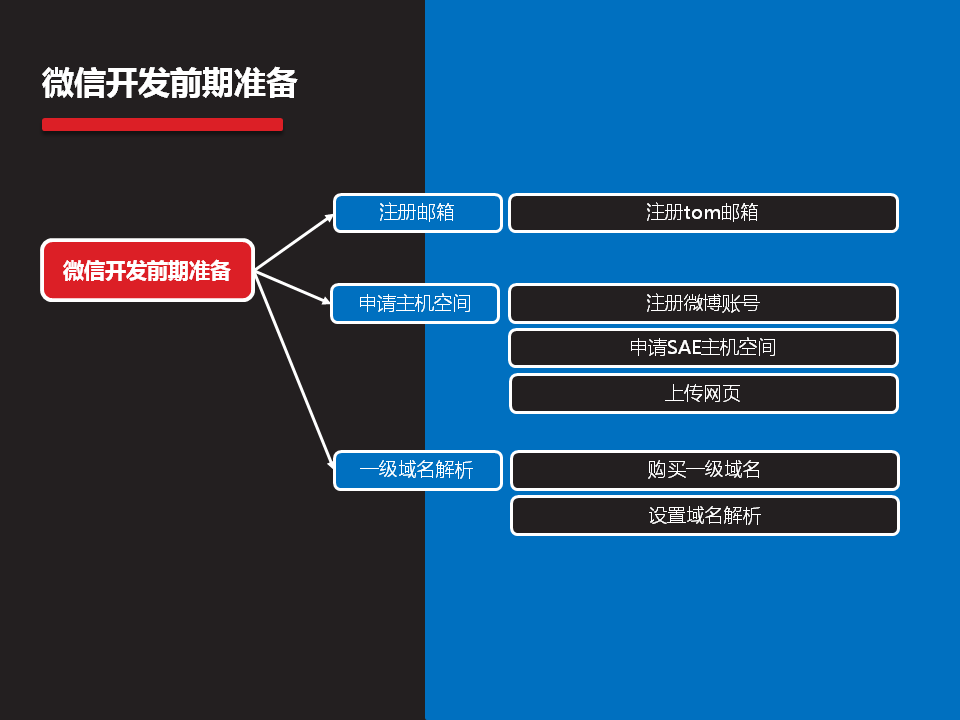 微信开发前期准备
微信开发前期准备
注册邮箱
注册tom邮箱
申请主机空间
注册微博账号
申请SAE主机空间
上传网页
一级域名解析
购买一级域名
设置域名解析